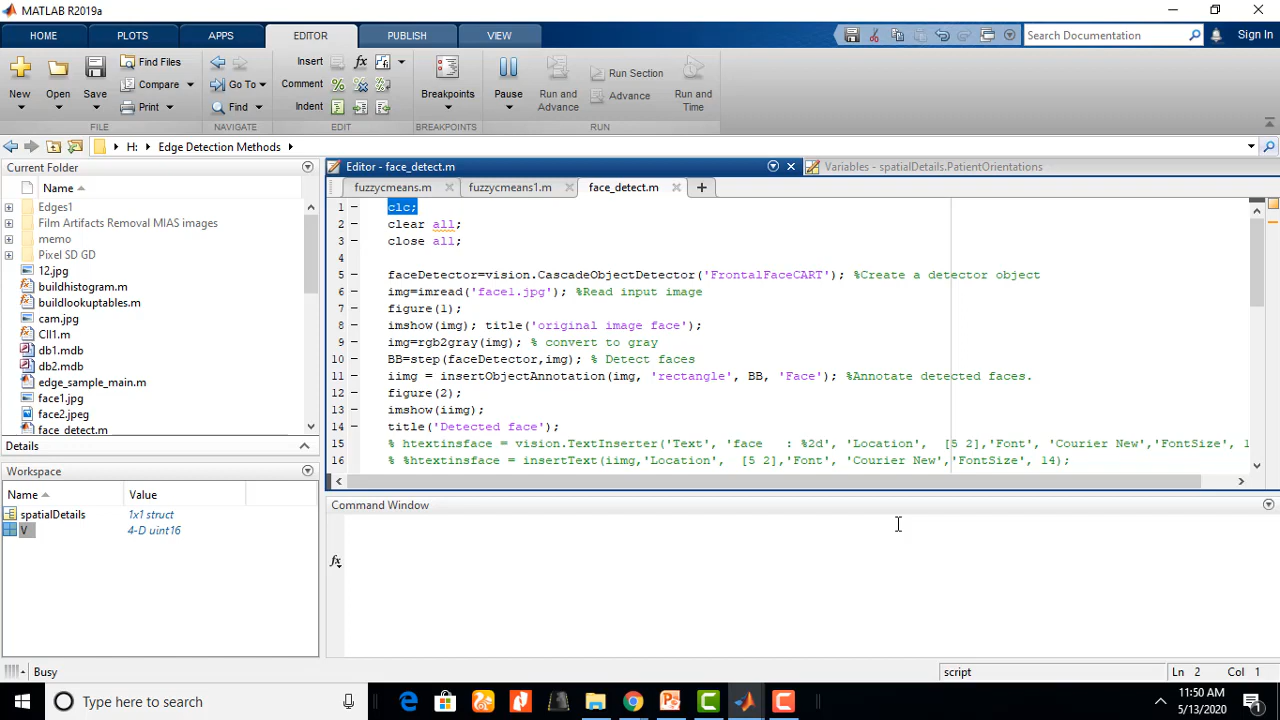 MATLAB R2019a
HOME PLOTS APPS EDITOR PUBLISH VIEW Search Documentation Sign In
New Open Save Find Files Compare Print
Go To Find
Insert Comment Indent
Breakpoints
Pause Run and Advance Run Section Advance Run and Time
FILE NAVIGATE EDIT BREAKPOINTS RUN
H: Edge Detection Methods
Current Folder
Name
Edges1
Film Artifacts Removal MIAS images
memo
Pixel SD GD
12.jpg
buildhistogram.m
buildlookuptables.m
cam.jpg
Cll1.m
db1.mdb
db2.mdb
edge_sample_main.m
face1.jpg
face2.jpeg
face_detect.m
Details
Workspace
Name Value
spatialDetails 1x1 struct
V 4-D uint16
Editor - face_detect.m
Variables - spatialDetails.PatientOrientations
fuzzycmeans.m fuzzycmeans1.m face_detect.m
1 clc;
2 clear all;
3 close all;
4
5 faceDetector=vision.CascadeObjectDetector('FrontalFaceCART'); %Create a detector object
6 img=imread('face1.jpg'); %Read input image
7 figure(1);
8 imshow(img); title('original image face');
9 img=rgb2gray(img); % convert to gray
10 BB=step(faceDetector,img); % Detect faces
11 iimg = insertObjectAnnotation(img, 'rectangle', BB, 'Face'); %Annotate detected faces.
12 figure(2);
13 imshow(iimg);
14 title('Detected face');
15 % htextinsface = vision.TextInserter('Text', 'face   : %2d', 'Location',  [5 2],'Font', 'Courier New','FontSize', 1
16 % %htextinsface = insertText(iimg,'Location',  [5 2],'Font', 'Courier New','FontSize', 14);
Command Window
fx
Busy script Ln 2 Col 1
Type here to search
11:50 AM
5/13/2020